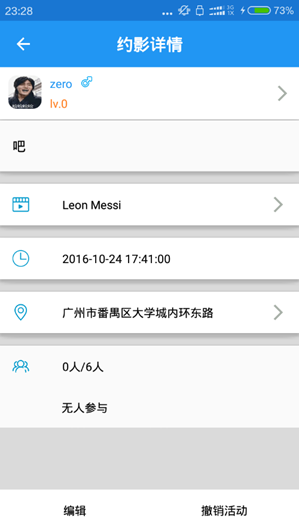 23:28
3G
1X
73%
约影详情
zero
lv.0
吧
Leon Messi
2016-10-24 17:41:00
广州市番禺区大学城内环东路
0人/6人
无人参与
编辑
撤销活动